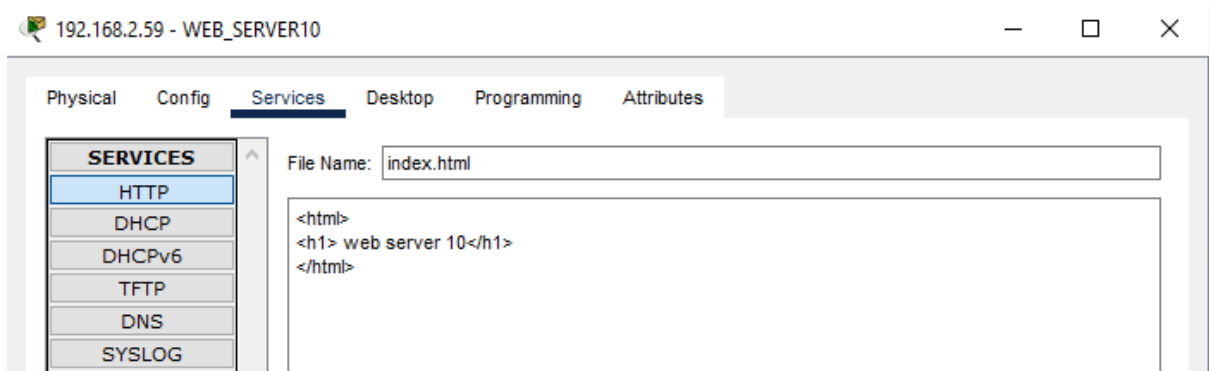 192.168.2.59 - WEB_SERVER10
Physical Config Services Desktop Programming Attributes
SERVICES
HTTP
DHCP
DHCPv6
TFTP
DNS
SYSLOG
File Name: index.html
<html>
<h1> web server 10</h1>
</html>